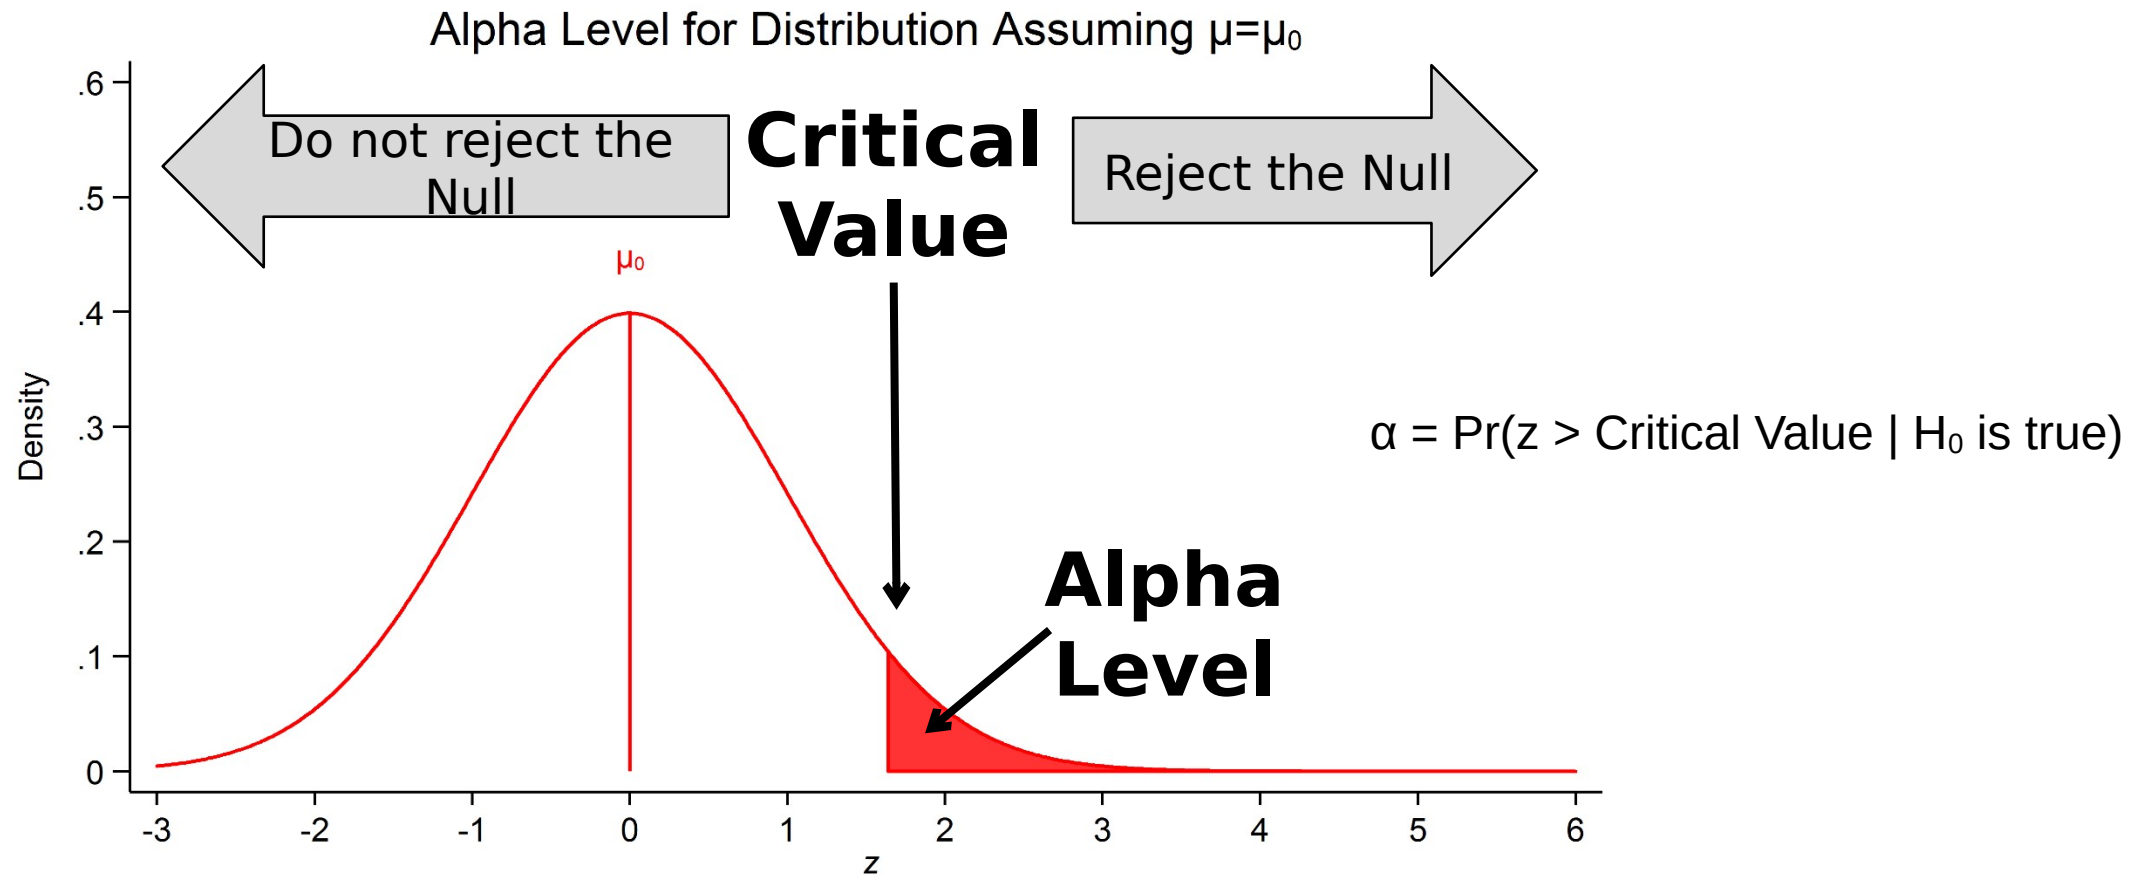 Alpha Level for Distribution Assuming μ=μ₀
.6
.5
.4
.3
.2
.1
0
Density
Do not reject the
Null
Critical
Value
Reject the Null
μ₀
α = Pr(z > Critical Value | H₀ is true)
Alpha
Level
-3 -2 -1 0 1 2 3 4 5 6
z